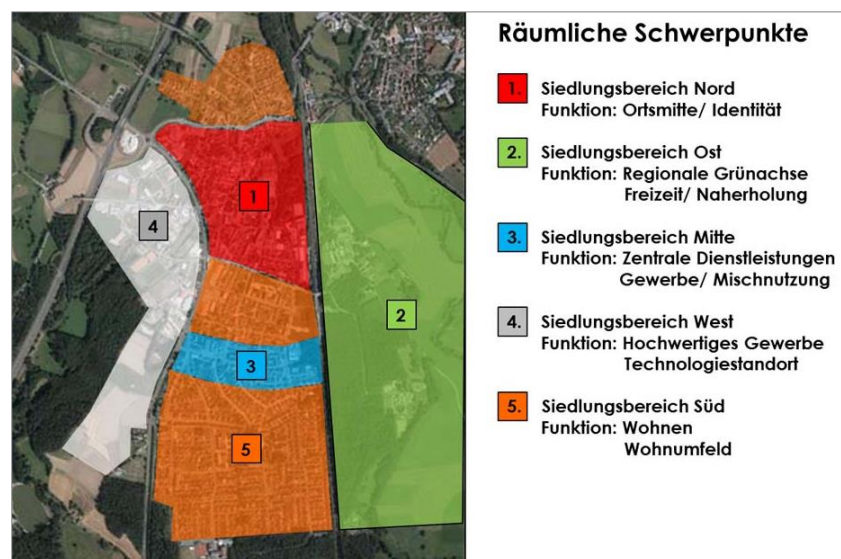 Räumliche Schwerpunkte
1. Siedlungsbereich Nord
Funktion: Ortsmitte/ Identität
2. Siedlungsbereich Ost
Funktion: Regionale Grünachse
Freizeit/ Naherholung
3. Siedlungsbereich Mitte
Funktion: Zentrale Dienstleistungen
Gewerbe/ Mischnutzung
4. Siedlungsbereich West
Funktion: Hochwertiges Gewerbe
Technologiestandort
5. Siedlungsbereich Süd
Funktion: Wohnen
Wohnumfeld
1
4
2
3
5